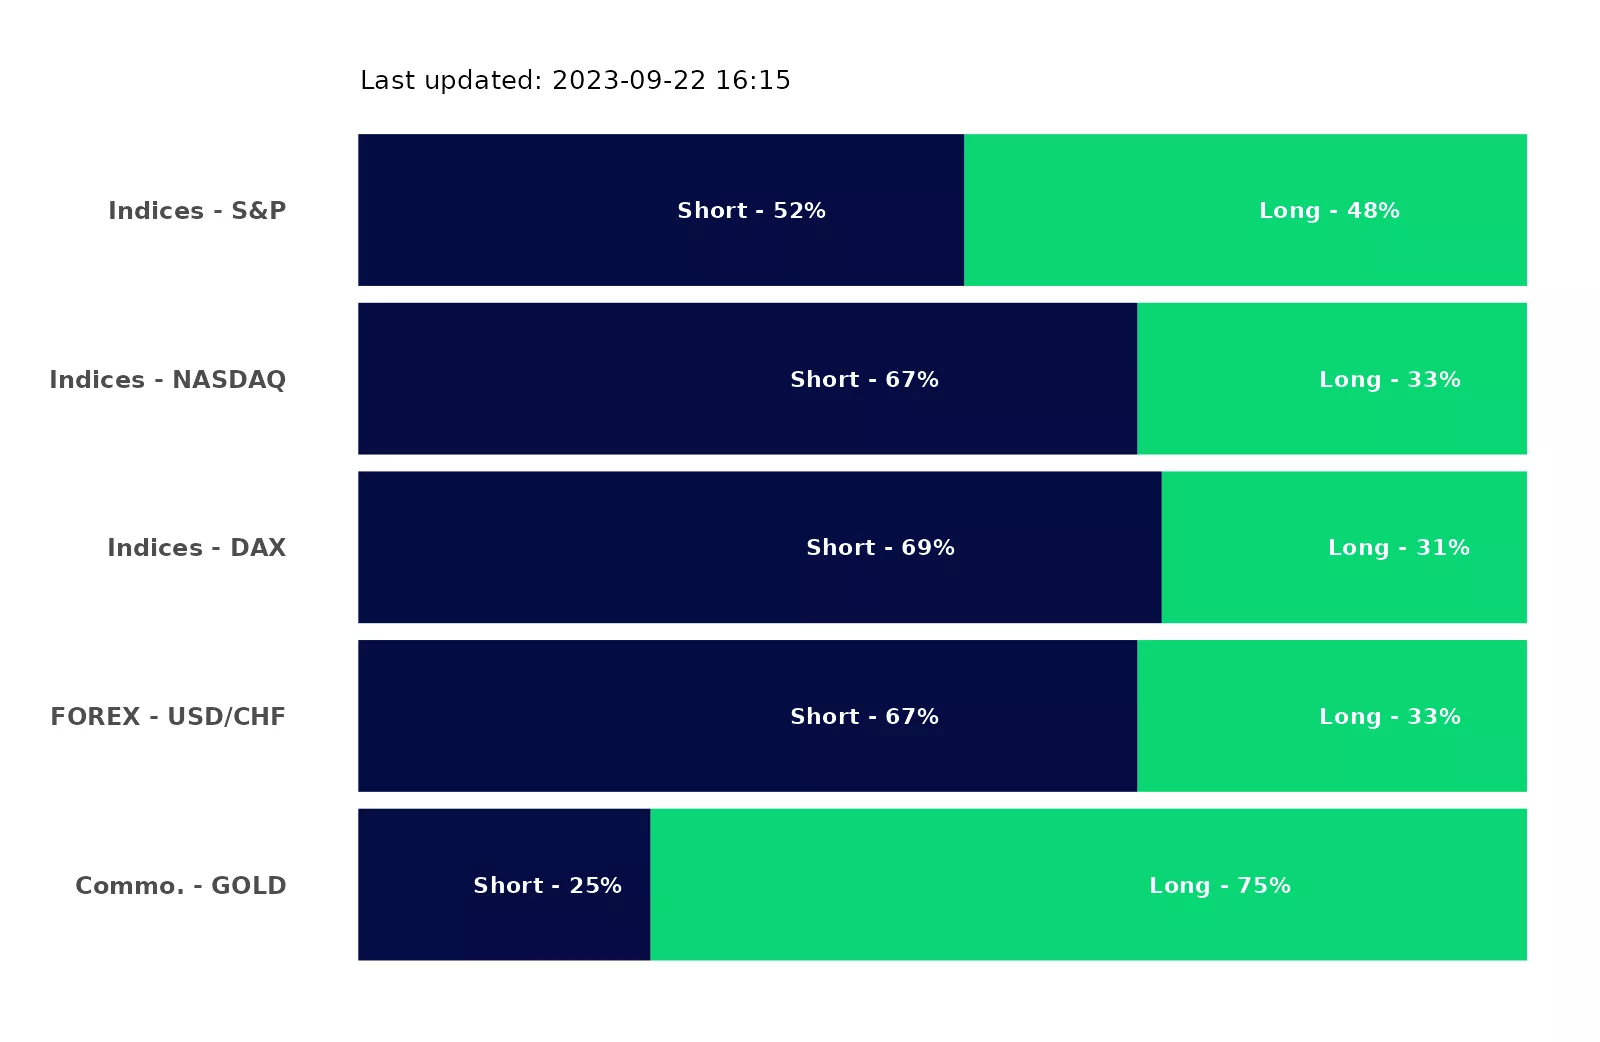 Last updated: 2023-09-22 16:15
Indices - S&P Short - 52% Long - 48%
Indices - NASDAQ Short - 67% Long - 33%
Indices - DAX Short - 69% Long - 31%
FOREX - USD/CHF Short - 67% Long - 33%
Commo. - GOLD Short - 25% Long - 75%